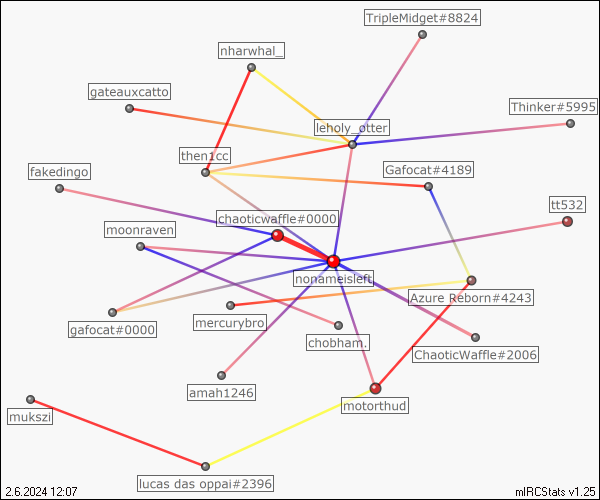 TripleMidget#8824
nharwhal_
gateauxcatto
Thinker#5995
leholy_otter
then1cc
Gafocat#4189
fakedingo
tt532
chaoticwaffle#0000
moonraven
nonameisleft
Azure Reborn#4243
gafocat#0000
mercurybro
chobham.
ChaoticWaffle#2006
amah1246
motorthud
mukszi
lucas das oppai#2396
2.6.2024 12:07
mIRCStats v1.25